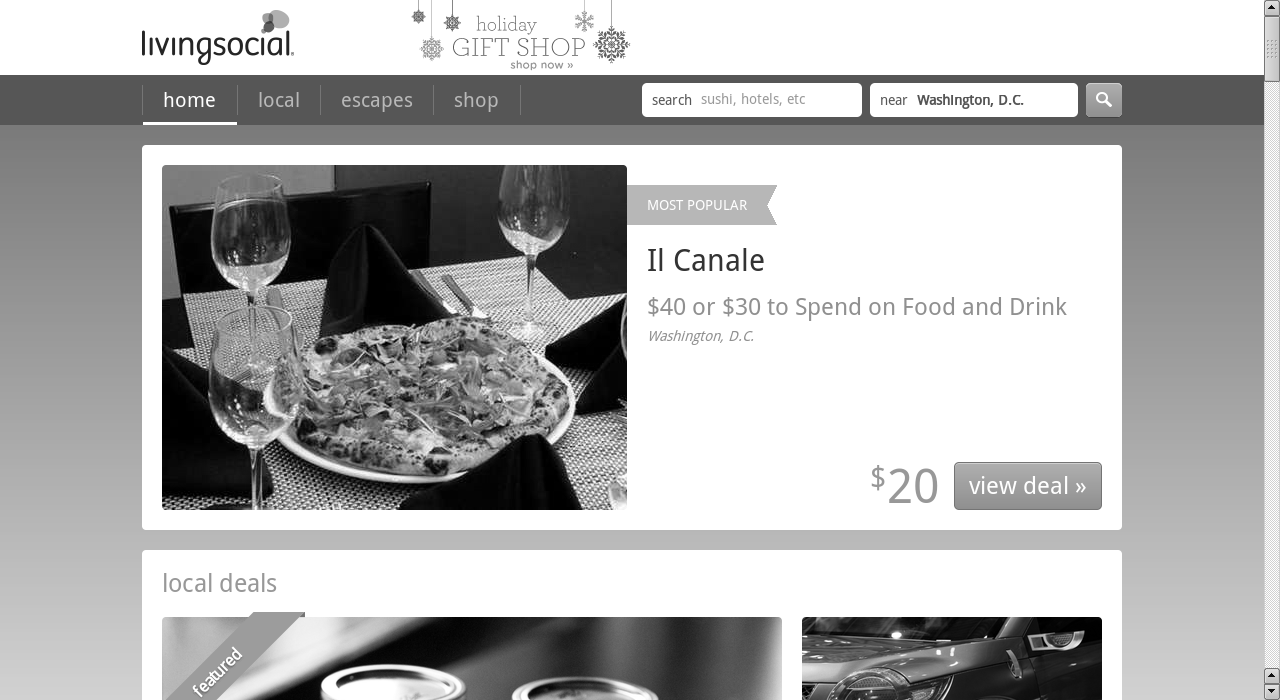 livingsocial.
holiday
GIFT SHOP
shop now »
home
local
escapes
shop
search sushi, hotels, etc
near Washington, D.C.
MOST POPULAR
Il Canale
$40 or $30 to Spend on Food and Drink
Washington, D.C.
$20
view deal »
local deals
featured